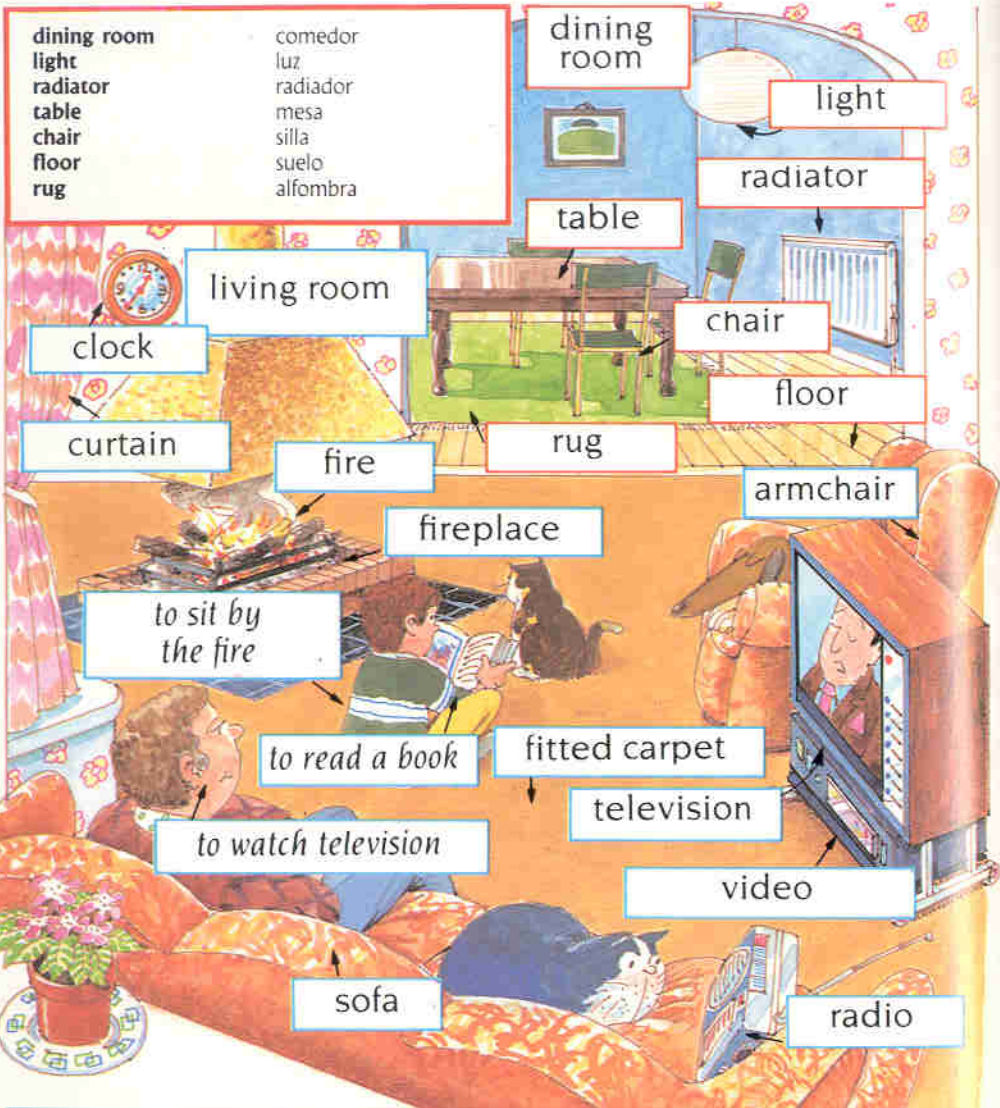 dining room comedor
light luz
radiator radiador
table mesa
chair silla
floor suelo
rug alfombra
dining
room
light
radiator
table
living room
chair
clock
floor
curtain
rug
fire
armchair
fireplace
to sit by
the fire
to read a book
fitted carpet
television
to watch television
video
sofa
radio